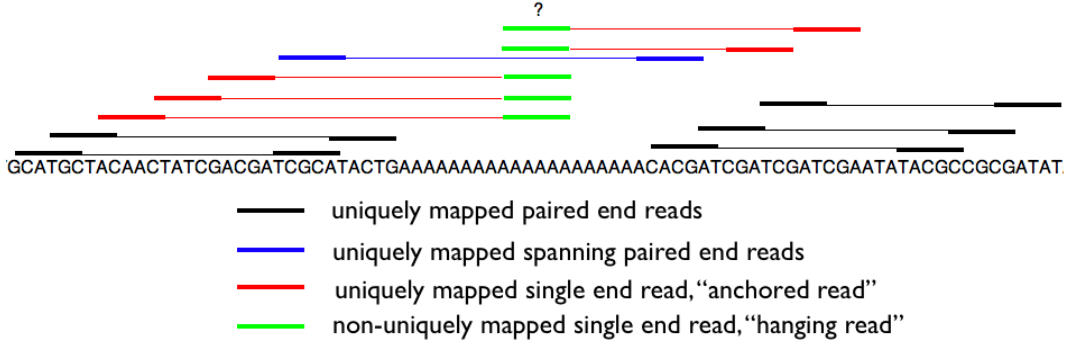 ?
GCATGCTACAACTATCGACGATCGCATACTGAAAAAAAAAAAAAAAAAAAACACGATCGATCGATCGAATATACGCCGCGATAT
uniquely mapped paired end reads
uniquely mapped spanning paired end reads
uniquely mapped single end read, “anchored read”
non-uniquely mapped single end read, “hanging read”